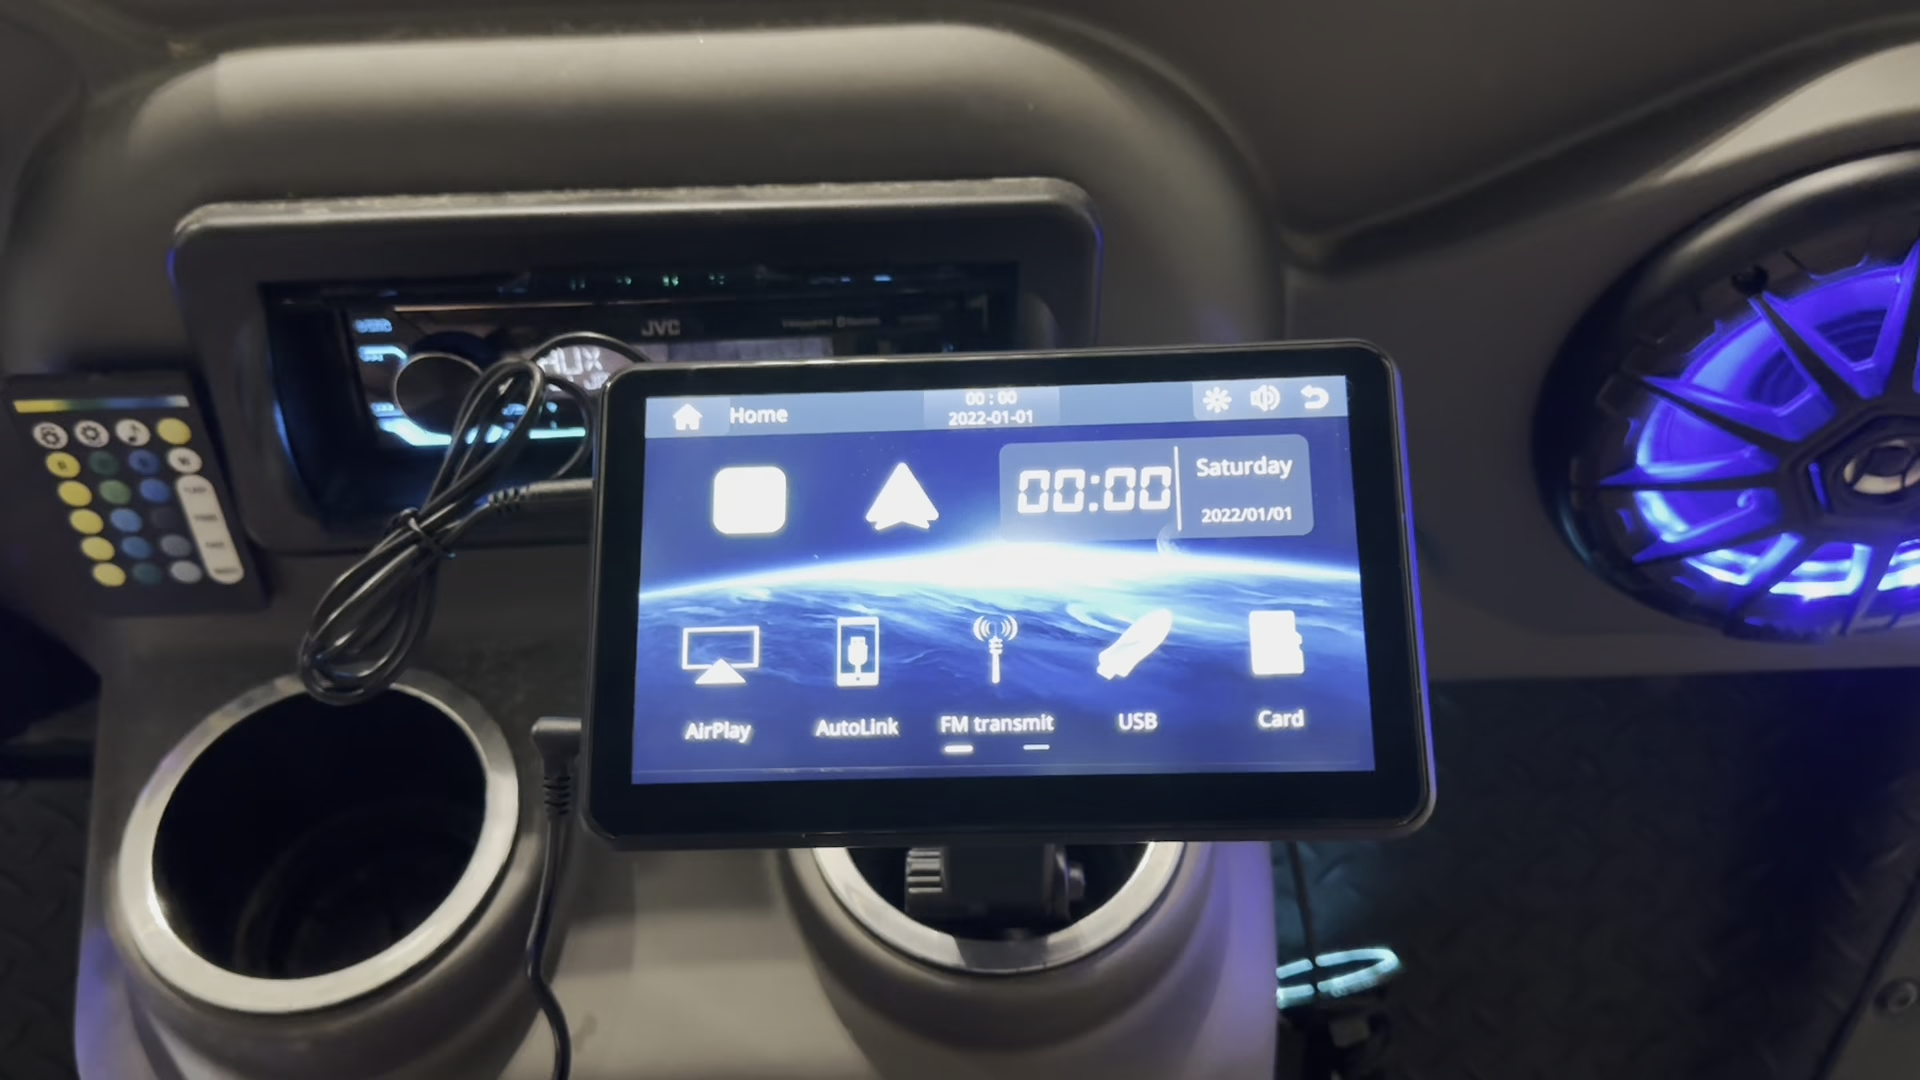 JVC
AUX
Home
00 : 00
2022-01-01
00:00
Saturday
2022/01/01
AirPlay
AutoLink
FM transmit
USB
Card